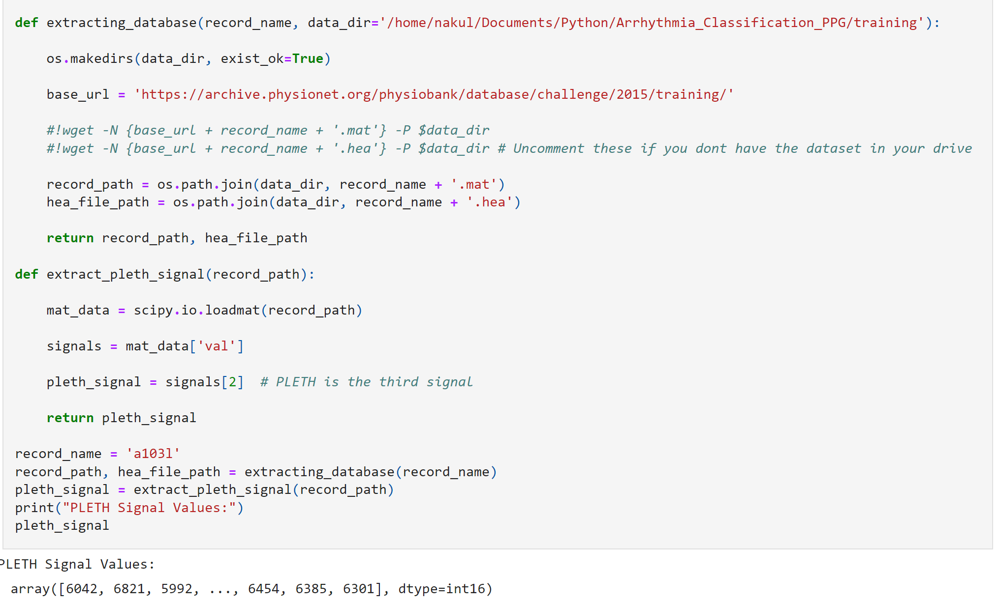 def extracting_database(record_name, data_dir='/home/nakul/Documents/Python/Arrhythmia_Classification_PPG/training'):
os.makedirs(data_dir, exist_ok=True)
base_url = 'https://archive.physionet.org/physiobank/database/challenge/2015/training/'
#!wget -N {base_url + record_name + '.mat'} -P $data_dir
#!wget -N {base_url + record_name + '.hea'} -P $data_dir # Uncomment these if you dont have the dataset in your drive
record_path = os.path.join(data_dir, record_name + '.mat')
hea_file_path = os.path.join(data_dir, record_name + '.hea')
return record_path, hea_file_path
def extract_pleth_signal(record_path):
mat_data = scipy.io.loadmat(record_path)
signals = mat_data['val']
pleth_signal = signals[2]  # PLETH is the third signal
return pleth_signal
record_name = 'a103l'
record_path, hea_file_path = extracting_database(record_name)
pleth_signal = extract_pleth_signal(record_path)
print("PLETH Signal Values:")
pleth_signal
PLETH Signal Values:
array([6042, 6821, 5992, ..., 6454, 6385, 6301], dtype=int16)